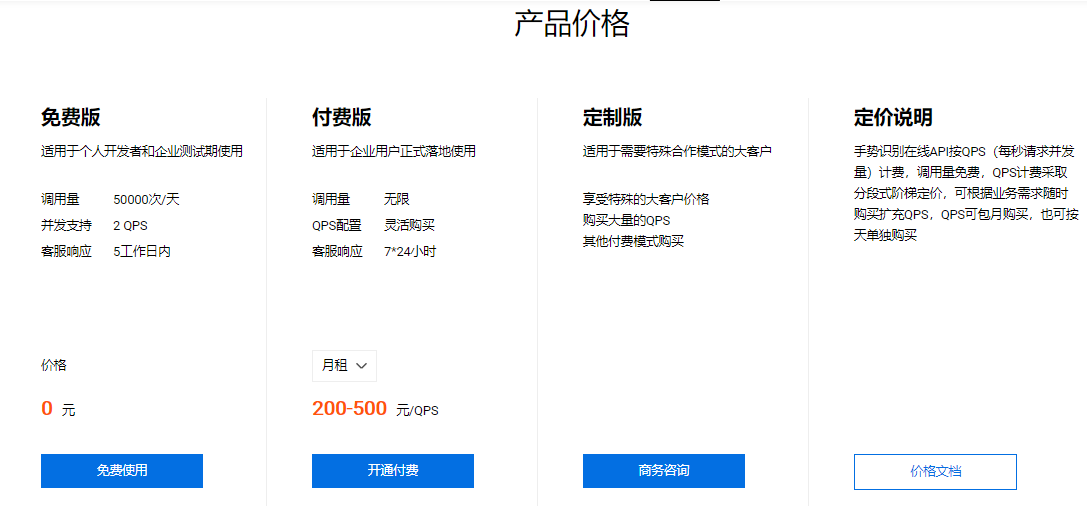 产品价格
免费版
适用于个人开发者和企业测试期使用
调用量 50000次/天
并发支持 2 QPS
客服响应 5工作日内
价格
0 元
免费使用
付费版
适用于企业用户正式落地使用
调用量 无限
QPS配置 灵活购买
客服响应 7*24小时
月租
200-500 元/QPS
开通付费
定制版
适用于需要特殊合作模式的大客户
享受特殊的大客户价格
购买大量的QPS
其他付费模式购买
商务咨询
定价说明
手势识别在线API按QPS（每秒请求并发
量）计费，调用量免费，QPS计费采取
分段式阶梯定价，可根据业务需求随时
购买扩充QPS，QPS可包月购买，也可按
天单独购买
价格文档